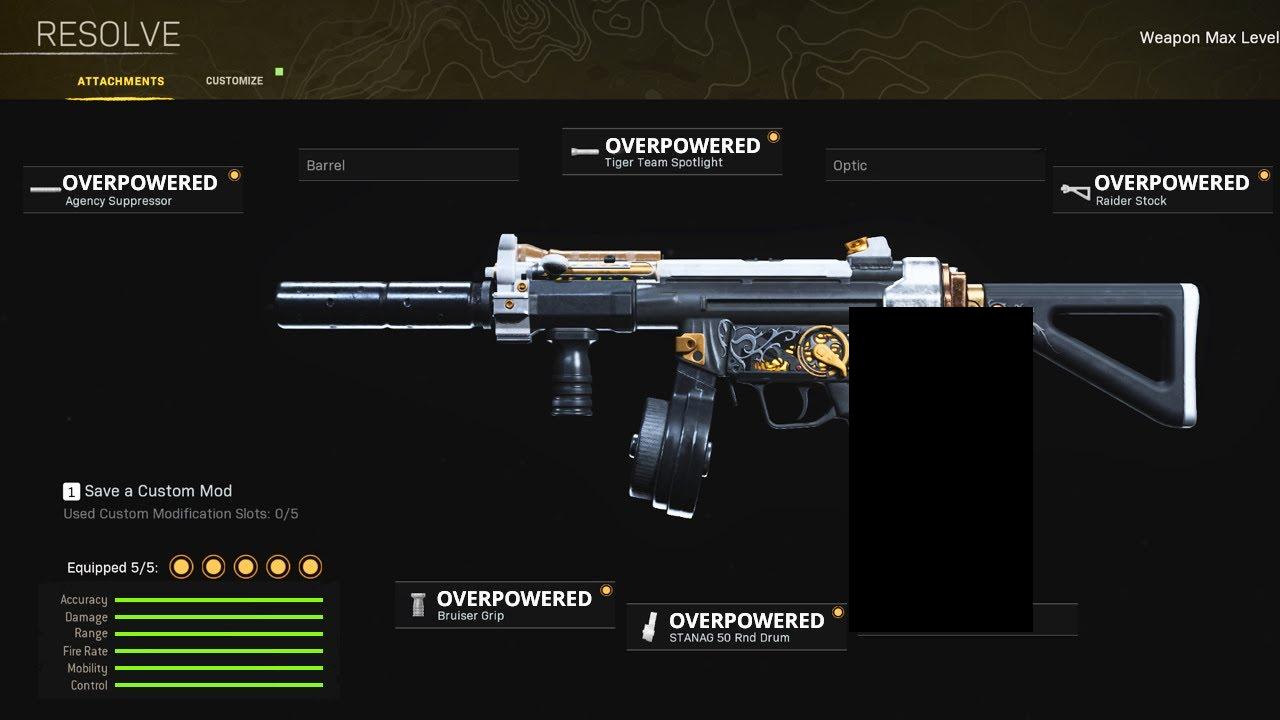 RESOLVE
Weapon Max Level
ATTACHMENTS
CUSTOMIZE
OVERPOWERED
Agency Suppressor
Barrel
OVERPOWERED
Tiger Team Spotlight
Optic
OVERPOWERED
Raider Stock
1 Save a Custom Mod
Used Custom Modification Slots: 0/5
Equipped 5/5:
Accuracy
Damage
Range
Fire Rate
Mobility
Control
OVERPOWERED
Bruiser Grip
OVERPOWERED
STANAG 50 Rnd Drum